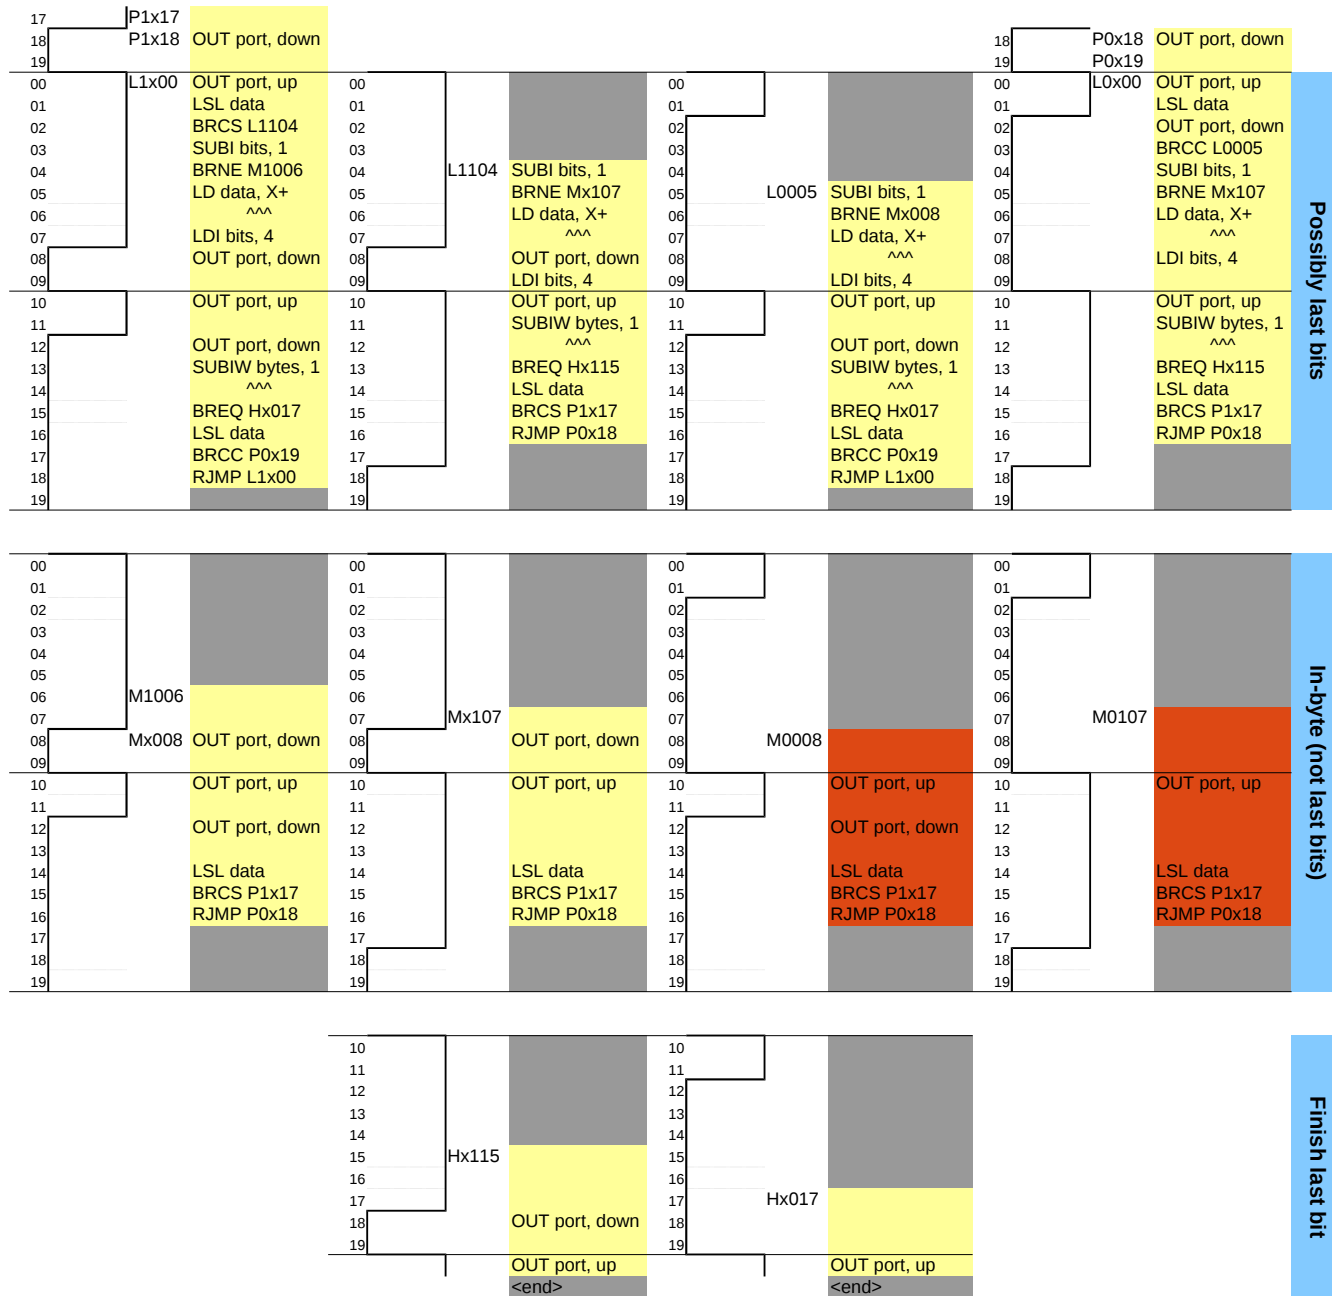 17 P1x17
18 P1x18 OUT port, down 18 P0x18 OUT port, down
19 19 P0x19
00 L1x00 OUT port, up 00 00 00 L0x00 OUT port, up
01 LSL data 01 01 01 LSL data
02 BRCS L1104 02 02 02 OUT port, down
03 SUBI bits, 1 03 03 03 BRCC L0005
04 BRNE M1006 04 L1104 SUBI bits, 1 04 04 SUBI bits, 1
05 LD data, X+ 05 BRNE Mx107 05 L0005 SUBI bits, 1 05 BRNE Mx107
06 ^^^ 06 LD data, X+ 06 BRNE Mx008 06 LD data, X+
07 LDI bits, 4 07 ^^^ 07 LD data, X+ 07 ^^^
08 OUT port, down 08 OUT port, down 08 ^^^ 08 LDI bits, 4
09 09 LDI bits, 4 09 LDI bits, 4 09
10 OUT port, up 10 OUT port, up 10 OUT port, up 10 OUT port, up
11 11 SUBIW bytes, 1 11 11 SUBIW bytes, 1
12 OUT port, down 12 ^^^ 12 OUT port, down 12 ^^^
13 SUBIW bytes, 1 13 BREQ Hx115 13 SUBIW bytes, 1 13 BREQ Hx115
14 ^^^ 14 LSL data 14 ^^^ 14 LSL data
15 BREQ Hx017 15 BRCS P1x17 15 BREQ Hx017 15 BRCS P1x17
16 LSL data 16 RJMP P0x18 16 LSL data 16 RJMP P0x18
17 BRCC P0x19 17 17 BRCC P0x19 17
18 RJMP L1x00 18 18 RJMP L1x00 18
19 19 19 19
Possibly last bits
00 00 00 00
01 01 01 01
02 02 02 02
03 03 03 03
04 04 04 04
05 05 05 05
06 M1006 06 06 06
07 07 Mx107 07 07 M0107
08 Mx008 OUT port, down 08 OUT port, down 08 M0008 08
09 09 09 09
10 OUT port, up 10 OUT port, up 10 OUT port, up 10 OUT port, up
11 11 11 11
12 OUT port, down 12 12 OUT port, down 12
13 13 13 13
14 LSL data 14 LSL data 14 LSL data 14 LSL data
15 BRCS P1x17 15 BRCS P1x17 15 BRCS P1x17 15 BRCS P1x17
16 RJMP P0x18 16 RJMP P0x18 16 RJMP P0x18 16 RJMP P0x18
17 17 17 17
18 18 18 18
19 19 19 19
In-byte (not last bits)
10 10
11 11
12 12
13 13
14 14
15 Hx115 15
16 16
17 17 Hx017
18 OUT port, down 18
19 19
OUT port, up OUT port, up
<end> <end>
Finish last bit